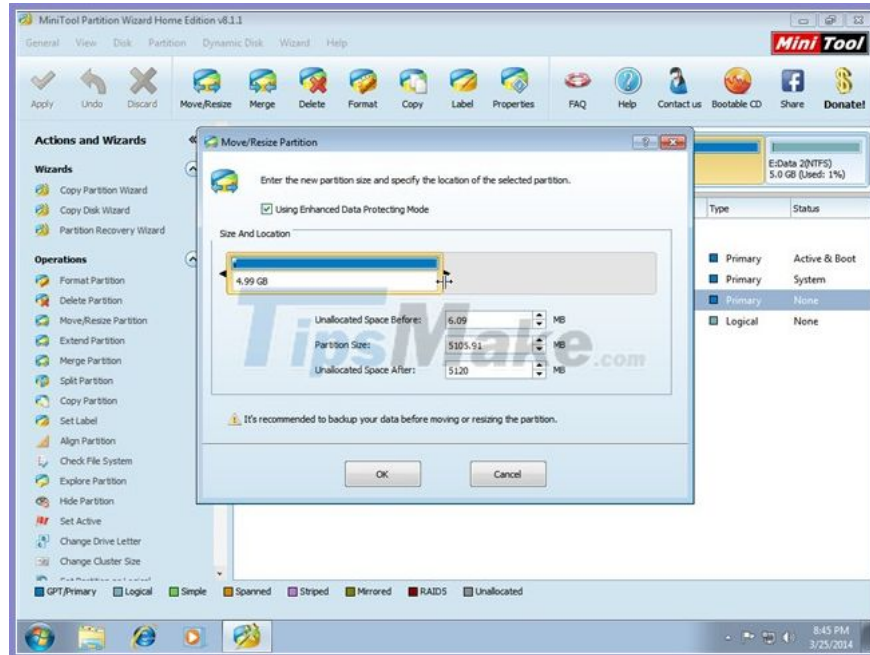 MiniTool Partition Wizard Home Edition v8.1.1
General View Disk Partition Dynamic Disk Wizard Help
Mini Tool
Apply Undo Discard Move/Resize Merge Delete Format Copy Label Properties FAQ Help Contact us Bootable CD Share Donate!
Actions and Wizards
Wizards
Copy Partition Wizard
Copy Disk Wizard
Partition Recovery Wizard
Operations
Format Partition
Delete Partition
Move/Resize Partition
Extend Partition
Merge Partition
Split Partition
Copy Partition
Set Label
Align Partition
Check File System
Explore Partition
Hide Partition
Set Active
Change Drive Letter
Change Cluster Size
Move/Resize Partition
Enter the new partition size and specify the location of the selected partition.
Using Enhanced Data Protecting Mode
Size And Location
4.99 GB
Unallocated Space Before: 6.09 MB
Partition Size: 5105.91 MB
Unallocated Space After: 5120 MB
It's recommended to backup your data before moving or resizing the partition.
OK Cancel
E:Data 2(NTFS)
5.0 GB (Used: 1%)
Type Status
Primary Active & Boot
Primary System
Primary None
Logical None
TipsMake.com
GPT/Primary Logical Simple Spanned Striped Mirrored RAID5 Unallocated
8:45 PM
3/25/2014